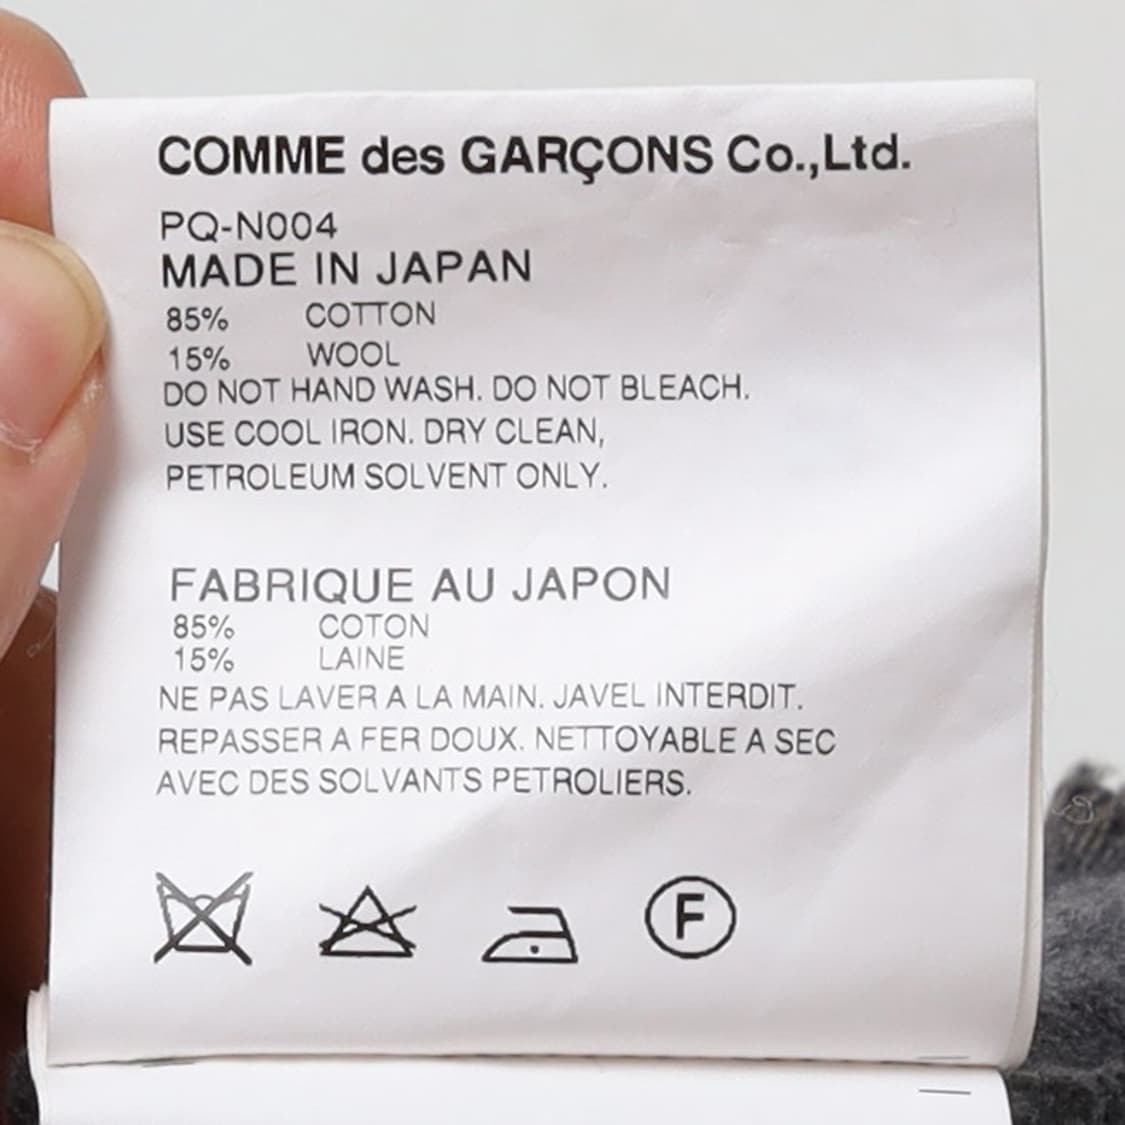 COMME des GARÇONS Co.,Ltd.
PQ-N004
MADE IN JAPAN
85% COTTON
15% WOOL
DO NOT HAND WASH. DO NOT BLEACH.
USE COOL IRON. DRY CLEAN,
PETROLEUM SOLVENT ONLY.
FABRIQUE AU JAPON
85% COTON
15% LAINE
NE PAS LAVER A LA MAIN. JAVEL INTERDIT.
REPASSER A FER DOUX. NETTOYABLE A SEC
AVEC DES SOLVANTS PETROLIERS.
F